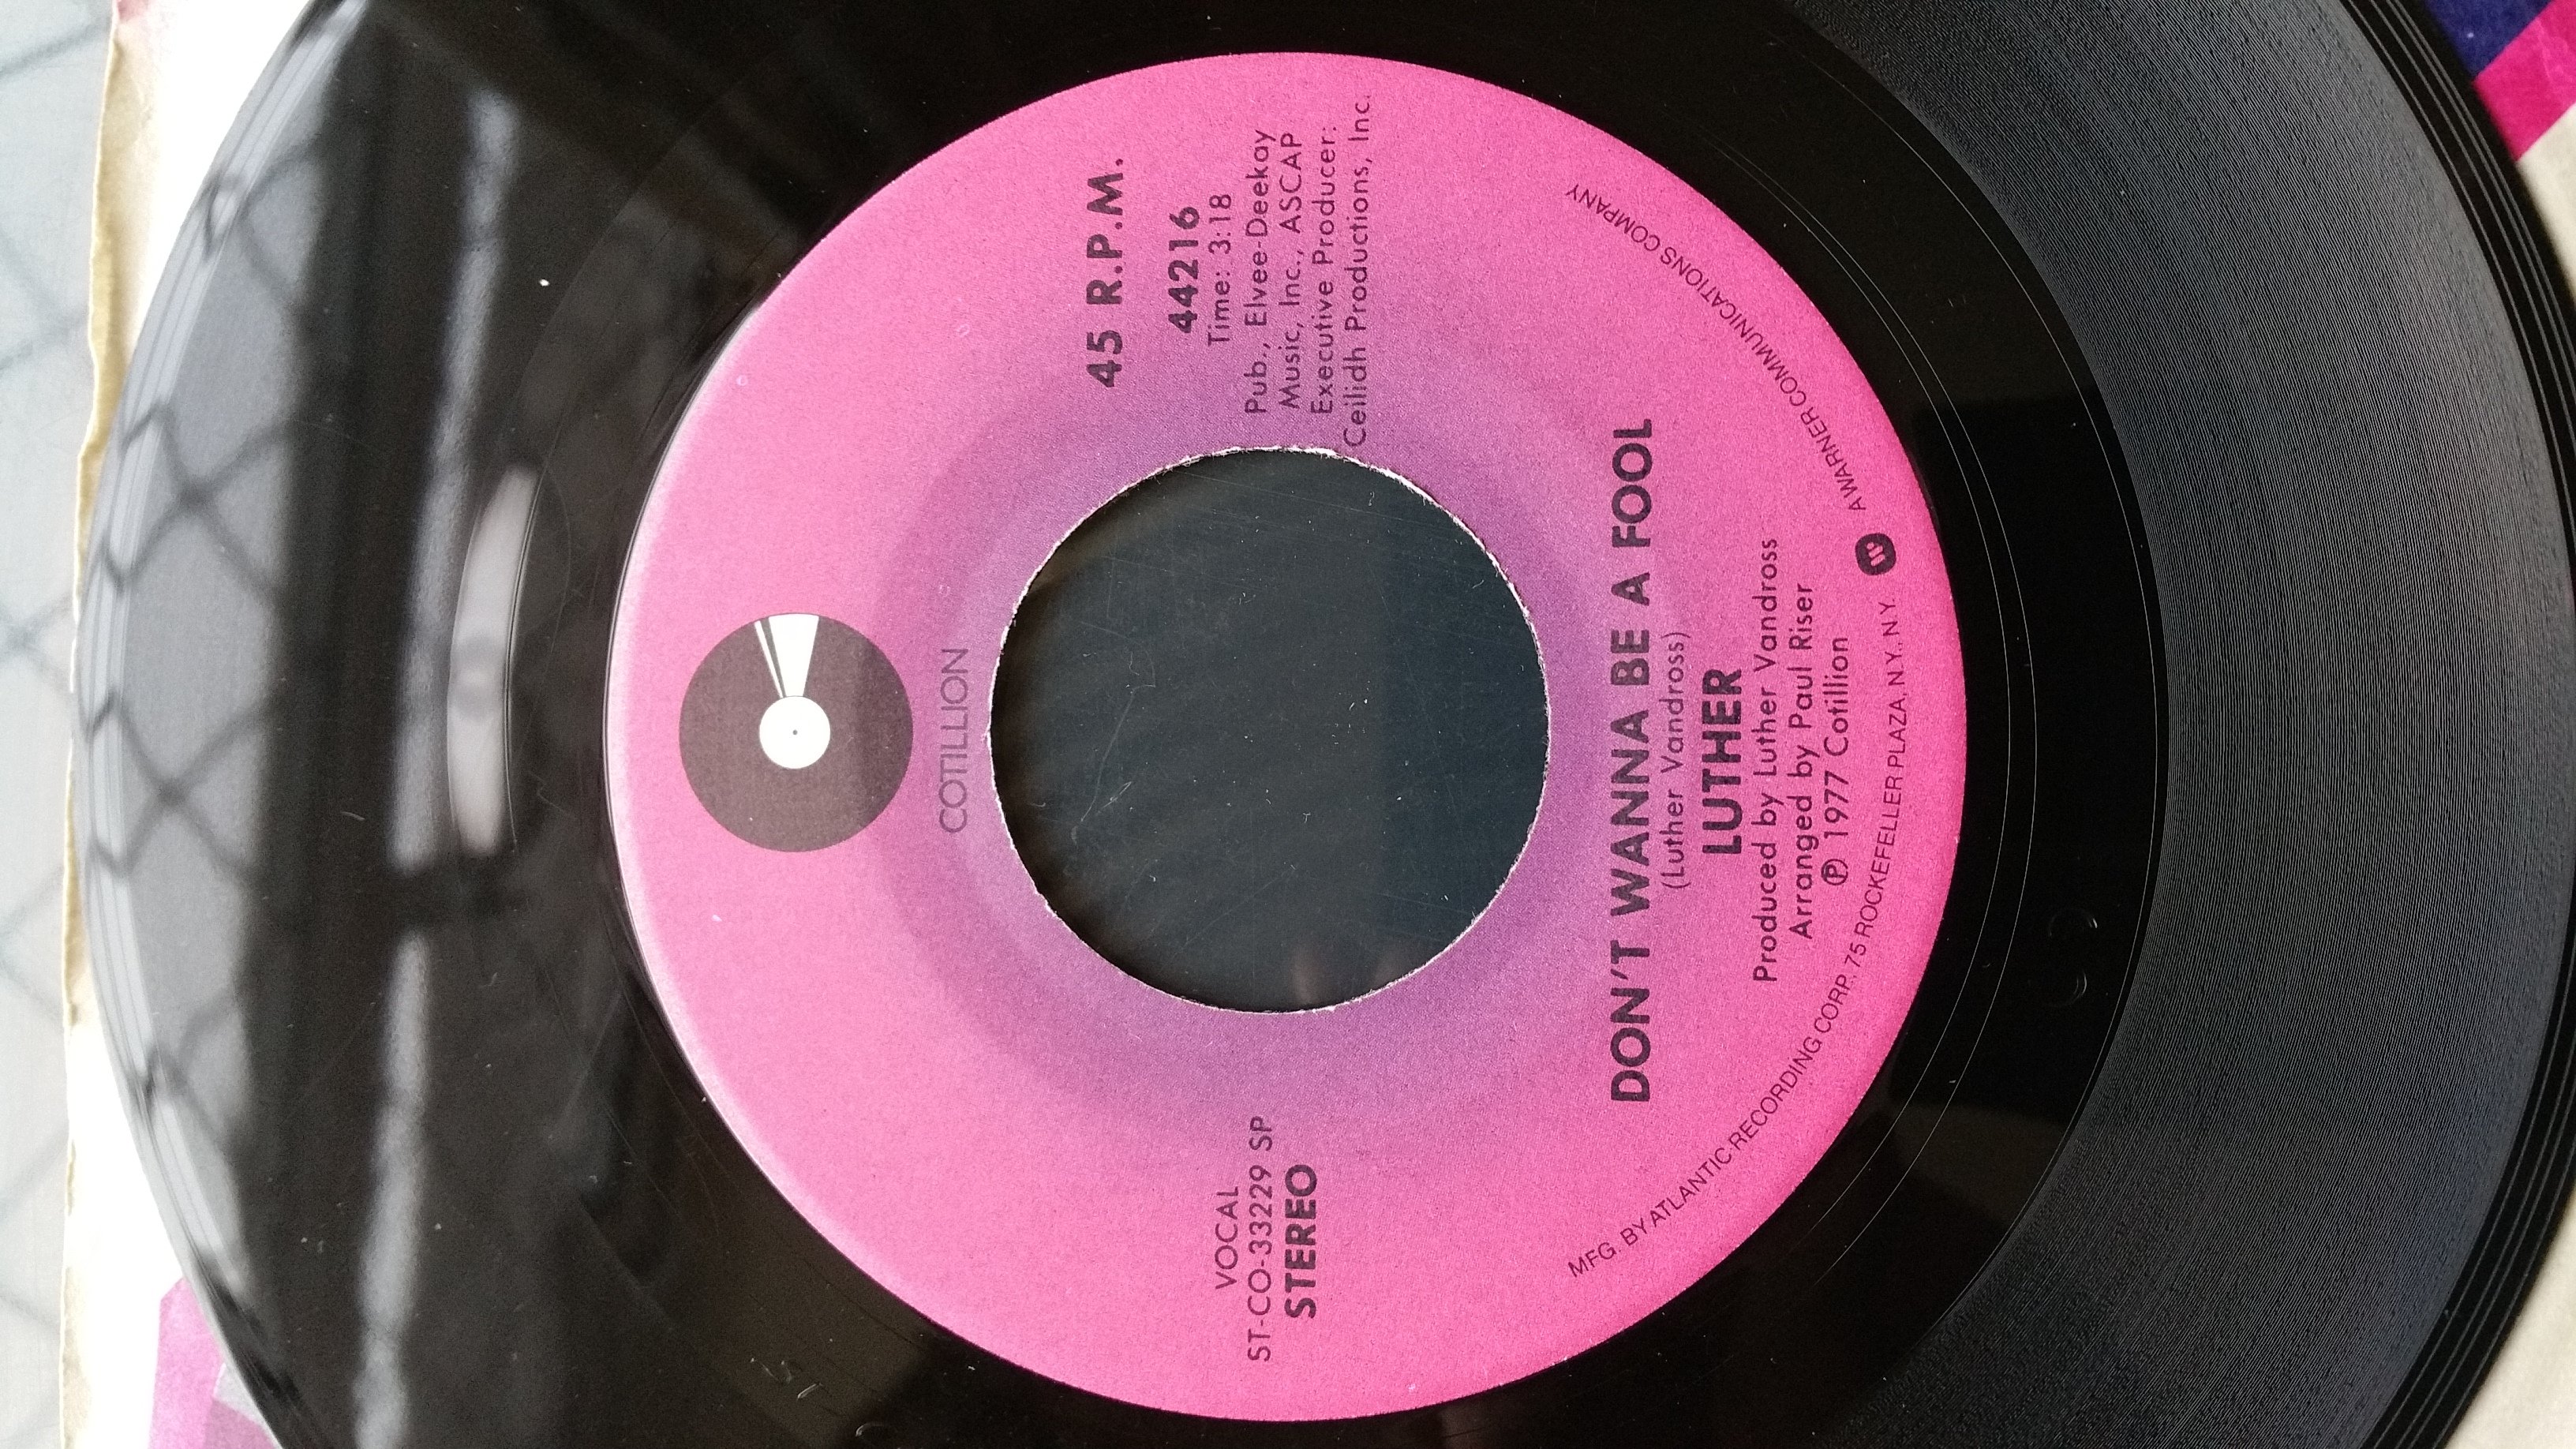 COTILLION
45 R.P.M.
44216
Time: 3:18
Pub., Elvee-Deekay
Music, Inc., ASCAP
Executive Producer:
Ceilidh Productions, Inc.
VOCAL
ST-CO-33229 SP
STEREO
DON'T WANNA BE A FOOL
(Luther Vandross)
LUTHER
Produced by Luther Vandross
Arranged by Paul Riser
℗ 1977 Cotillion
MFG. BY ATLANTIC RECORDING CORP. 75 ROCKEFELLER PLAZA, N.Y., N.Y. A WARNER COMMUNICATIONS COMPANY